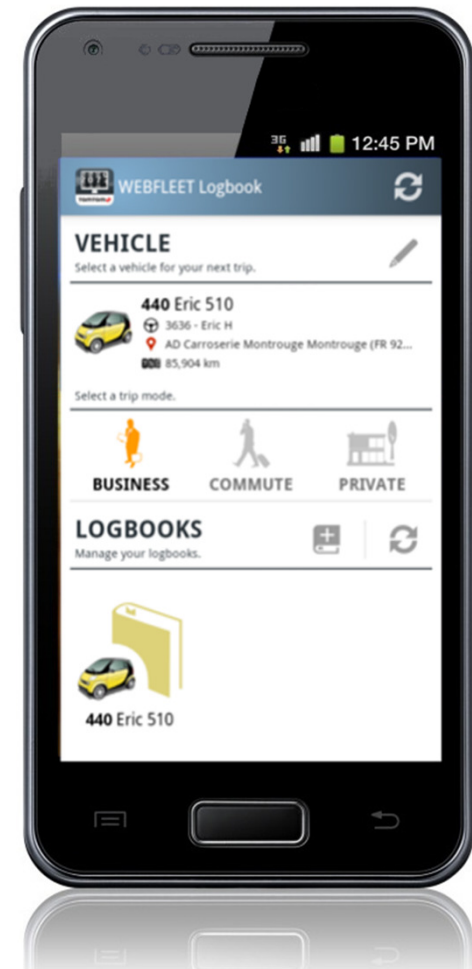 3G 12:45 PM
TOMTOM WEBFLEET Logbook
VEHICLE
Select a vehicle for your next trip.
440 Eric 510
3636 - Eric H
AD Carroserie Montrouge Montrouge (FR 92...
85,904 km
Select a trip mode.
BUSINESS COMMUTE PRIVATE
LOGBOOKS
Manage your logbooks.
440 Eric 510